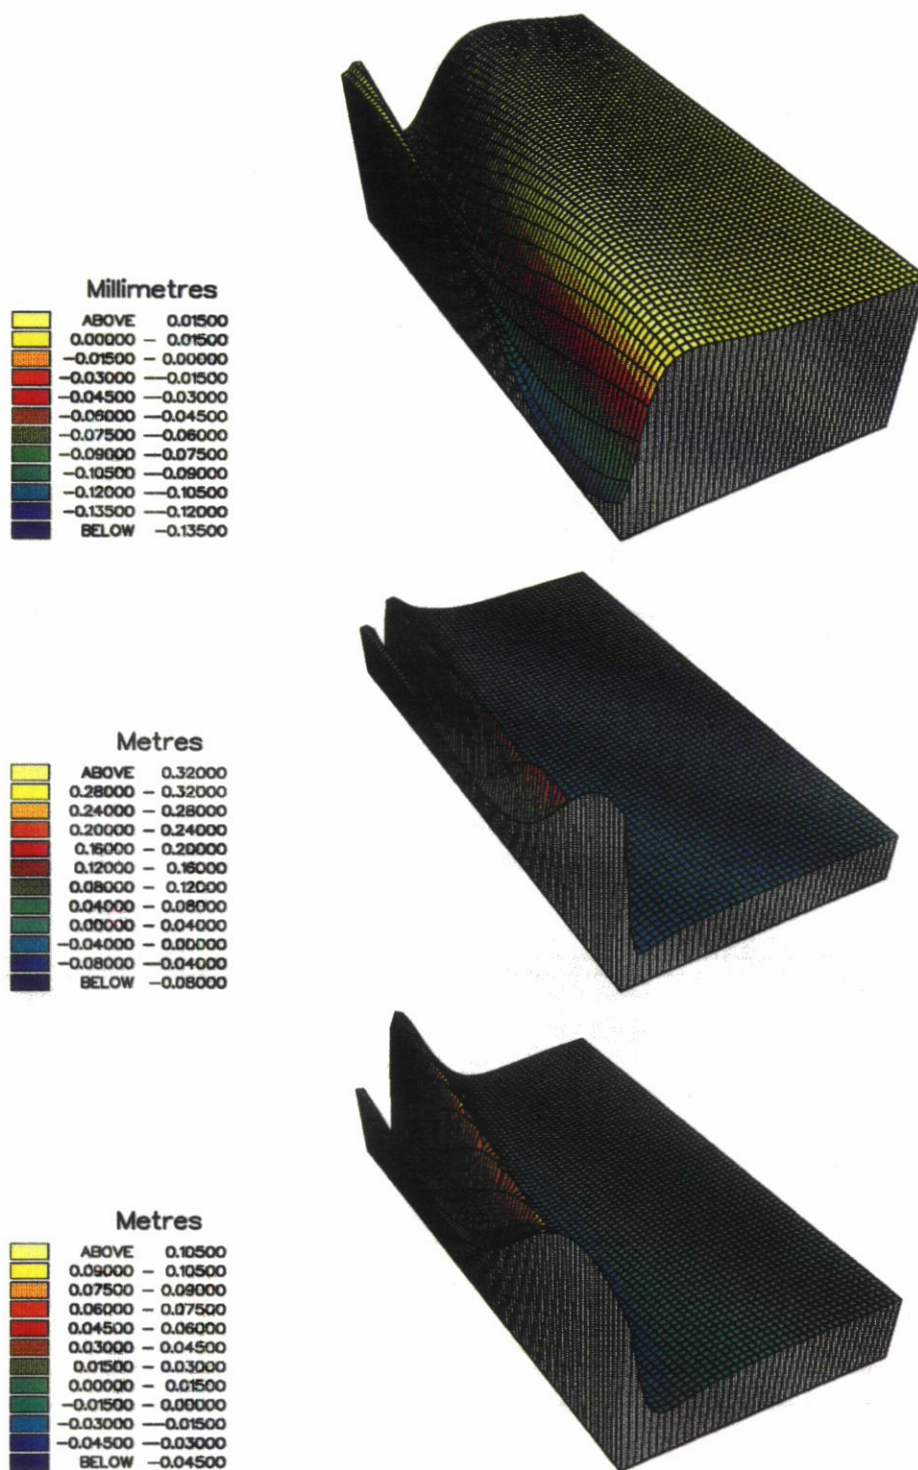 Millimetres
ABOVE 0.01500
0.00000 - 0.01500
-0.01500 - 0.00000
-0.03000 --0.01500
-0.04500 --0.03000
-0.06000 --0.04500
-0.07500 --0.06000
-0.09000 --0.07500
-0.10500 --0.09000
-0.12000 --0.10500
-0.13500 --0.12000
BELOW -0.13500
Metres
ABOVE 0.32000
0.28000 - 0.32000
0.24000 - 0.28000
0.20000 - 0.24000
0.16000 - 0.20000
0.12000 - 0.16000
0.08000 - 0.12000
0.04000 - 0.08000
0.00000 - 0.04000
-0.04000 - 0.00000
-0.08000 --0.04000
BELOW -0.08000
Metres
ABOVE 0.10500
0.09000 - 0.10500
0.07500 - 0.09000
0.06000 - 0.07500
0.04500 - 0.06000
0.03000 - 0.04500
0.01500 - 0.03000
0.00000 - 0.01500
-0.01500 - 0.00000
-0.03000 --0.01500
-0.04500 --0.03000
BELOW -0.04500